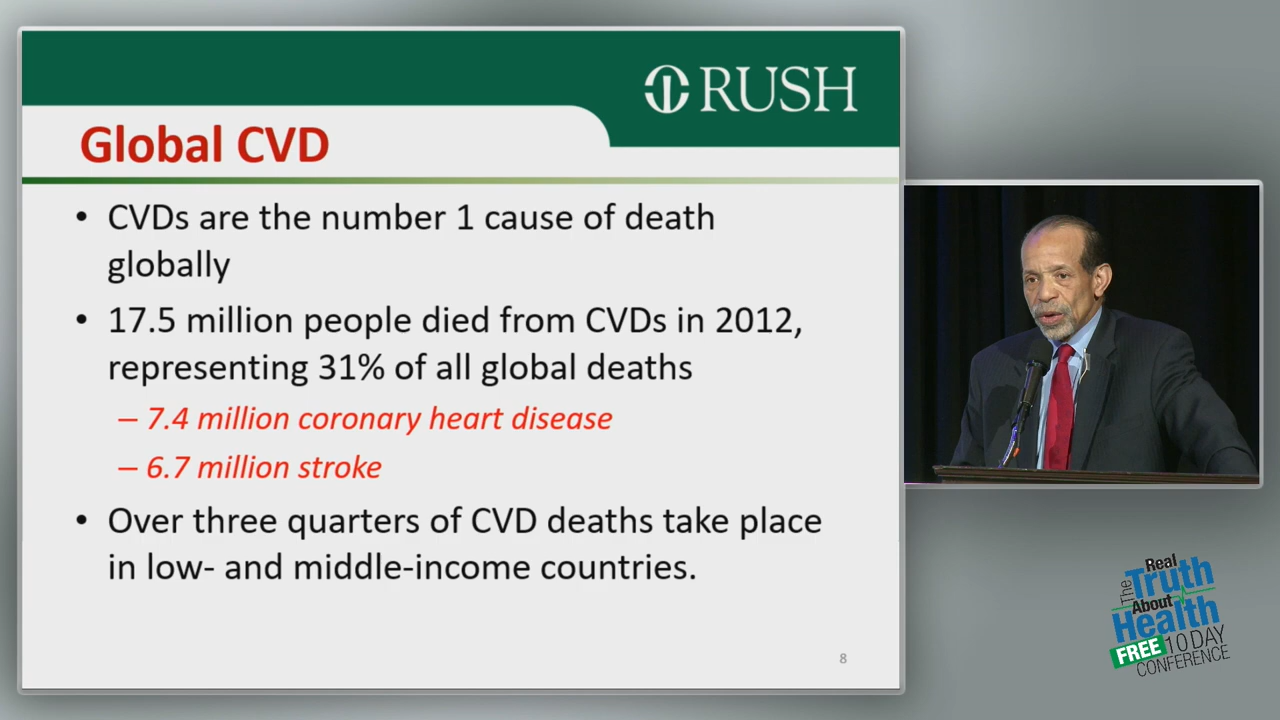 RUSH
Global CVD
• CVDs are the number 1 cause of death
globally
• 17.5 million people died from CVDs in 2012,
representing 31% of all global deaths
– 7.4 million coronary heart disease
– 6.7 million stroke
• Over three quarters of CVD deaths take place
in low- and middle-income countries.
8
The Real
Truth
About
Health
FREE 10 DAY
CONFERENCE